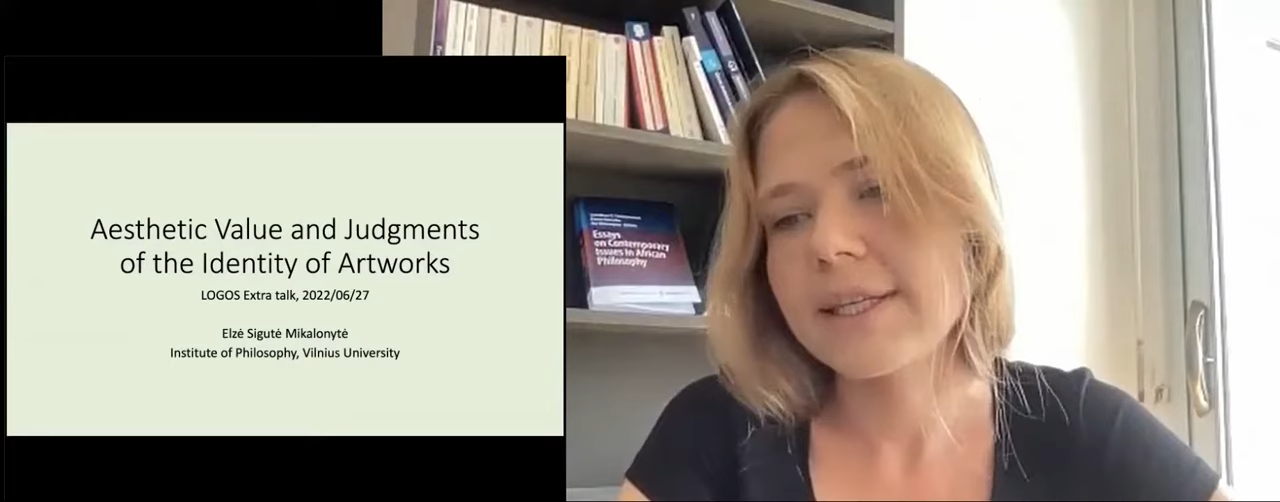 Aesthetic Value and Judgments
of the Identity of Artworks
LOGOS Extra talk, 2022/06/27
Elzė Sigutė Mikalonytė
Institute of Philosophy, Vilnius University
Essays
on Contemporary
Issues in African
Philosophy